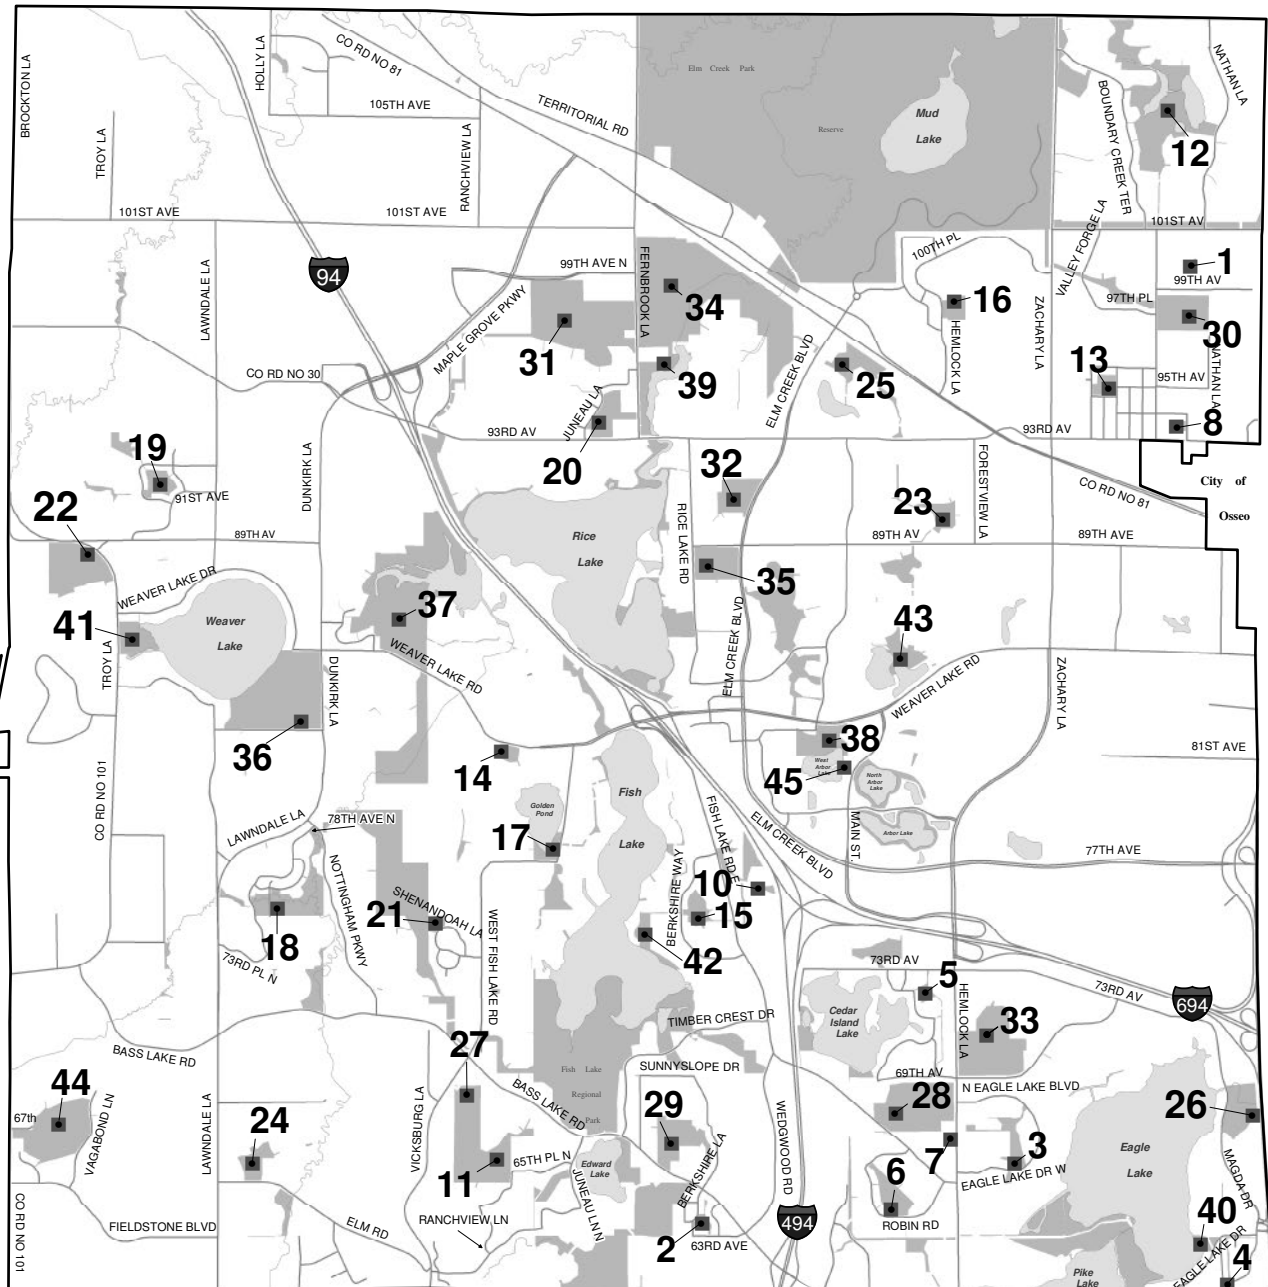 BROCKTON LA
HOLLY LA
CO RD NO 81
105TH AVE
TERRITORIAL RD
TROY LA
RANCHVIEW LA
101ST AVE
101ST AVE
Elm Creek Park
Reserve
Mud
Lake
BOUNDARY CREEK TER
NATHAN LA
12
101ST AV
VALLEY FORGE LA
100TH PL
94
LAWNDALE LA
99TH AVE N
FERNBROOK LA
34
16
1
99TH AV
97TH PL
30
MAPLE GROVE PKWY
31
HEMLOCK LA
ZACHARY LA
13
CO RD NO 30
39
ELM CREEK BLVD
25
95TH AV
NATHAN LA
JUNEAU LA
93RD AV
20
93RD AV
8
19
91ST AVE
DUNKIRK LA
32
RICE LAKE RD
FORESTVIEW LA
CO RD NO 81
City of
Osseo
22
23
89TH AV
89TH AV
89TH AVE
Rice
Lake
35
WEAVER LAKE DR
37
Weaver
Lake
41
TROY LA
ELM CREEK BLVD
43
WEAVER LAKE RD
WEAVER LAKE RD
DUNKIRK LA
ZACHARY LA
36
14
38
81ST AVE
45
West
Arbor
Lake
North
Arbor
Lake
Arbor Lake
CO RD NO 101
Golden
Pond
Fish
Lake
FISH LAKE RD E
ELM CREEK BLVD
MAIN ST.
LAWNDALE LA
78TH AVE N
17
77TH AVE
NOTTINGHAM PKWY
BERKSHIRE WAY
10
15
SHENANDOAH LA
21
WEST FISH LAKE RD
18
42
73RD PL N
73RD AV
73RD AV
5
694
Cedar
Island
Lake
HEMLOCK LA
33
TIMBER CREST DR
BASS LAKE RD
27
SUNNYSLOPE DR
69TH AV
N EAGLE LAKE BLVD
Fish Lake
Regional
Park
BASS LAKE RD
44
67th
VAGABOND LN
LAWNDALE LA
24
VICKSBURG LA
29
WEDGWOOD RD
28
26
Eagle
Lake
7
3
EAGLE LAKE DR W
65TH PL N
11
Edward
Lake
BERKSHIRE LA
6
MAGDA DR
CO RD NO 101
FIELDSTONE BLVD
ELM RD
RANCHVIEW LN
JUNEAU LN N
2
63RD AVE
494
ROBIN RD
40
EAGLE LAKE DR
4
Pike
Lake